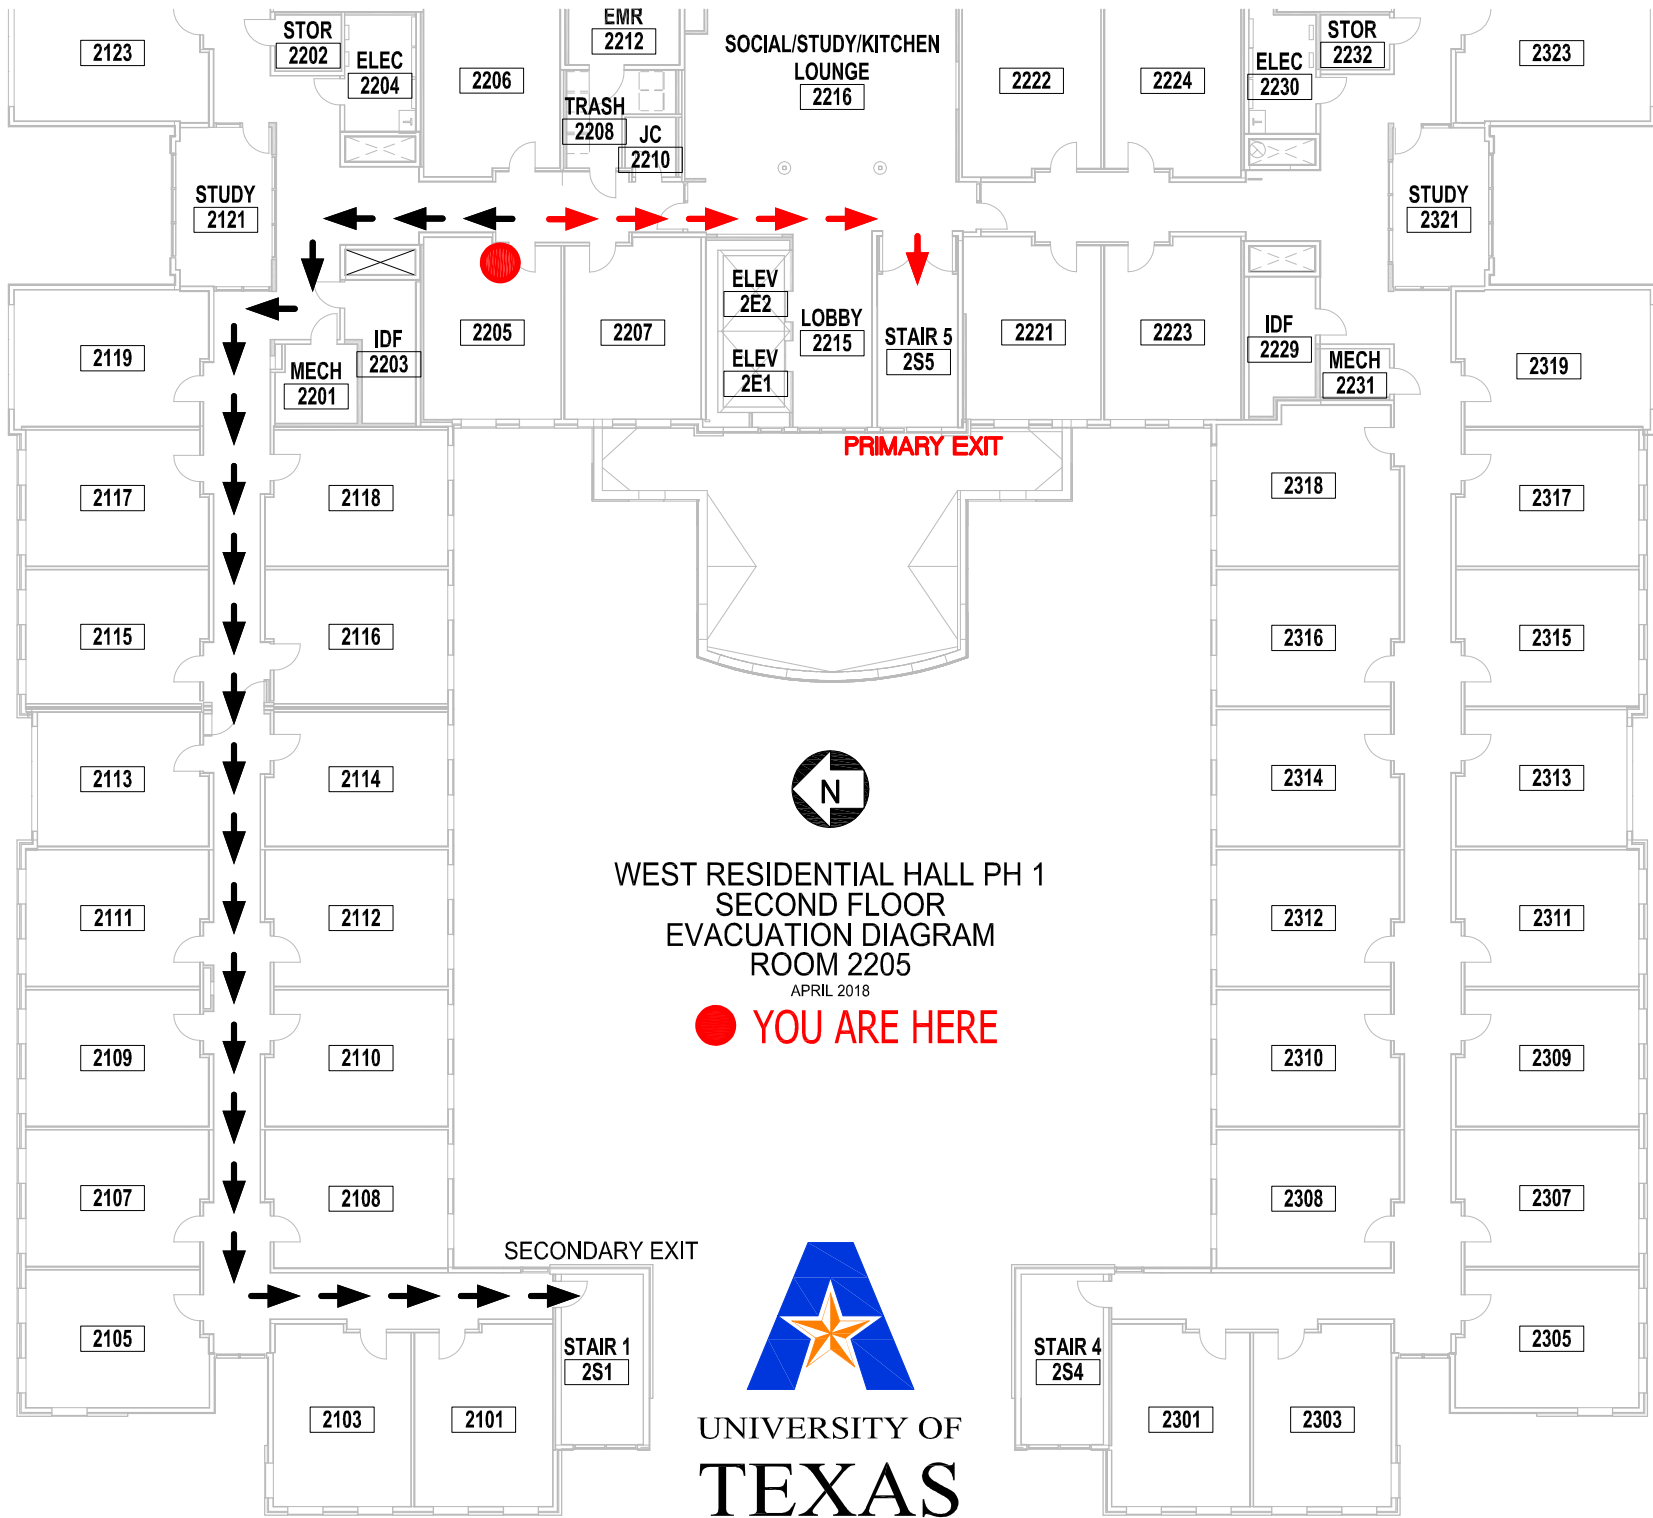 2123
STOR
2202
ELEC
2204
2206
EMR
2212
TRASH
2208
JC
2210
SOCIAL/STUDY/KITCHEN
LOUNGE
2216
2222
2224
ELEC
2230
STOR
2232
2323
STUDY
2121
STUDY
2321
2119
MECH
2201
IDF
2203
2205
2207
ELEV
2E2
ELEV
2E1
LOBBY
2215
STAIR 5
2S5
2221
2223
IDF
2229
MECH
2231
2319
PRIMARY EXIT
2117
2118
2318
2317
2115
2116
2316
2315
2113
2114
2314
2313
N
WEST RESIDENTIAL HALL PH 1
SECOND FLOOR
EVACUATION DIAGRAM
ROOM 2205
APRIL 2018
YOU ARE HERE
2111
2112
2312
2311
2109
2110
2310
2309
2107
2108
2308
2307
SECONDARY EXIT
2105
STAIR 1
2S1
STAIR 4
2S4
2305
2103
2101
2301
2303
UNIVERSITY OF
TEXAS